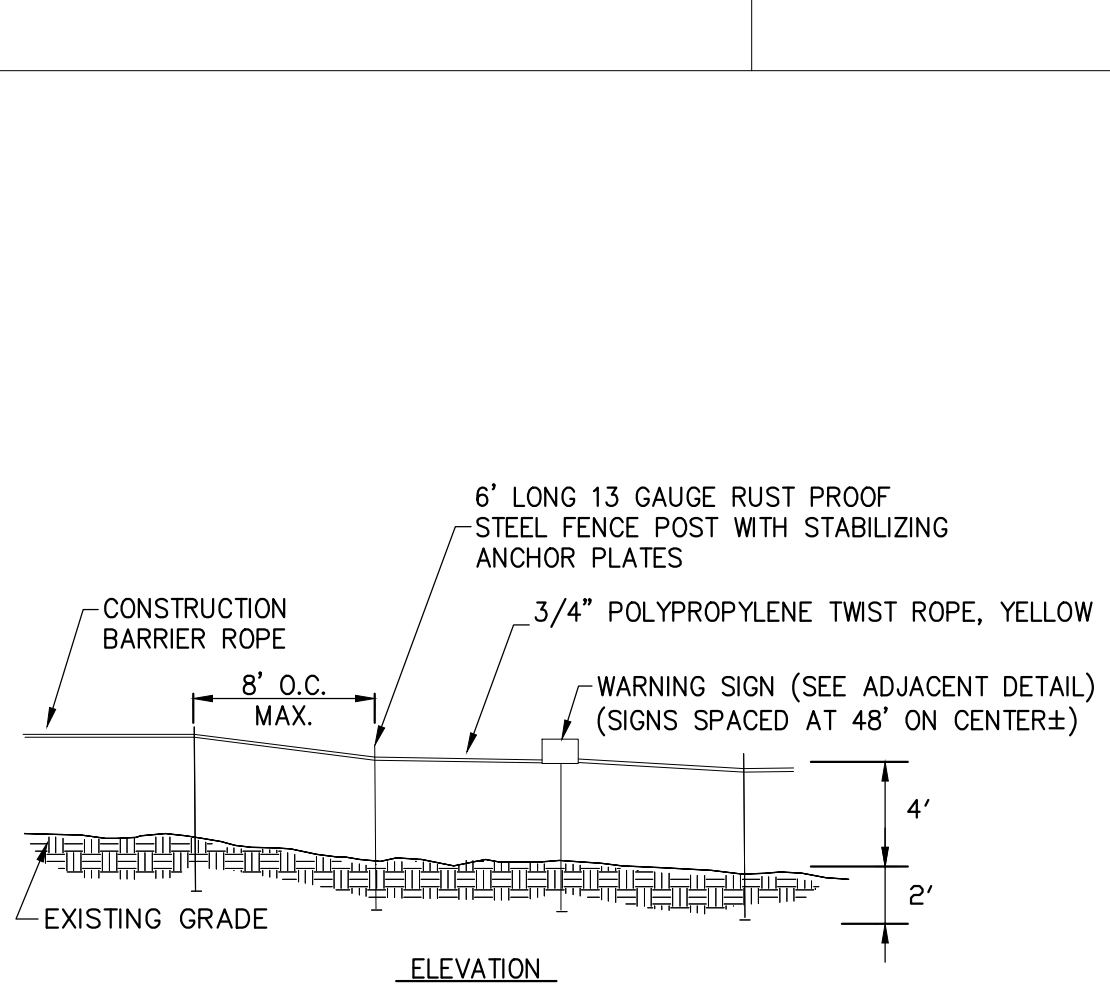 6' LONG 13 GAUGE RUST PROOF
STEEL FENCE POST WITH STABILIZING
ANCHOR PLATES
CONSTRUCTION
BARRIER ROPE
3/4" POLYPROPYLENE TWIST ROPE, YELLOW
8' O.C.
MAX.
WARNING SIGN (SEE ADJACENT DETAIL)
(SIGNS SPACED AT 48' ON CENTER±)
4'
2'
EXISTING GRADE
ELEVATION